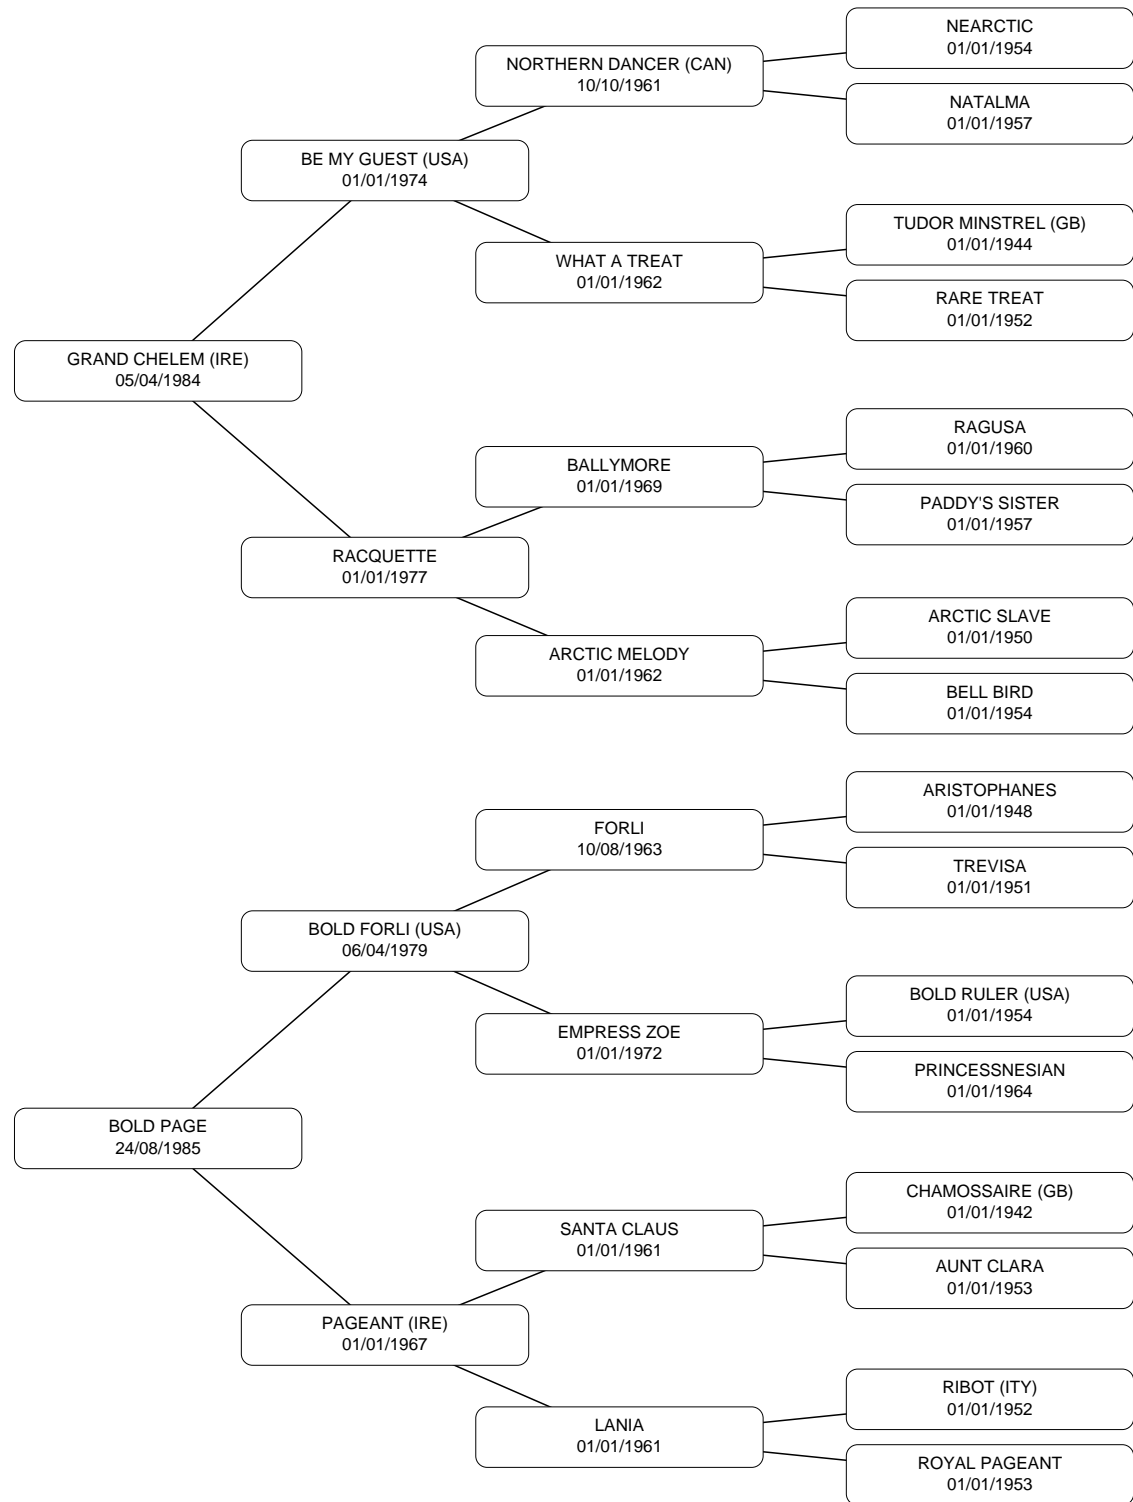 NEARCTIC
01/01/1954
NORTHERN DANCER (CAN)
10/10/1961
NATALMA
01/01/1957
BE MY GUEST (USA)
01/01/1974
TUDOR MINSTREL (GB)
01/01/1944
WHAT A TREAT
01/01/1962
RARE TREAT
01/01/1952
GRAND CHELEM (IRE)
05/04/1984
RAGUSA
01/01/1960
BALLYMORE
01/01/1969
PADDY'S SISTER
01/01/1957
RACQUETTE
01/01/1977
ARCTIC SLAVE
01/01/1950
ARCTIC MELODY
01/01/1962
BELL BIRD
01/01/1954
ARISTOPHANES
01/01/1948
FORLI
10/08/1963
TREVISA
01/01/1951
BOLD FORLI (USA)
06/04/1979
BOLD RULER (USA)
01/01/1954
EMPRESS ZOE
01/01/1972
PRINCESSNESIAN
01/01/1964
BOLD PAGE
24/08/1985
CHAMOSSAIRE (GB)
01/01/1942
SANTA CLAUS
01/01/1961
AUNT CLARA
01/01/1953
PAGEANT (IRE)
01/01/1967
RIBOT (ITY)
01/01/1952
LANIA
01/01/1961
ROYAL PAGEANT
01/01/1953